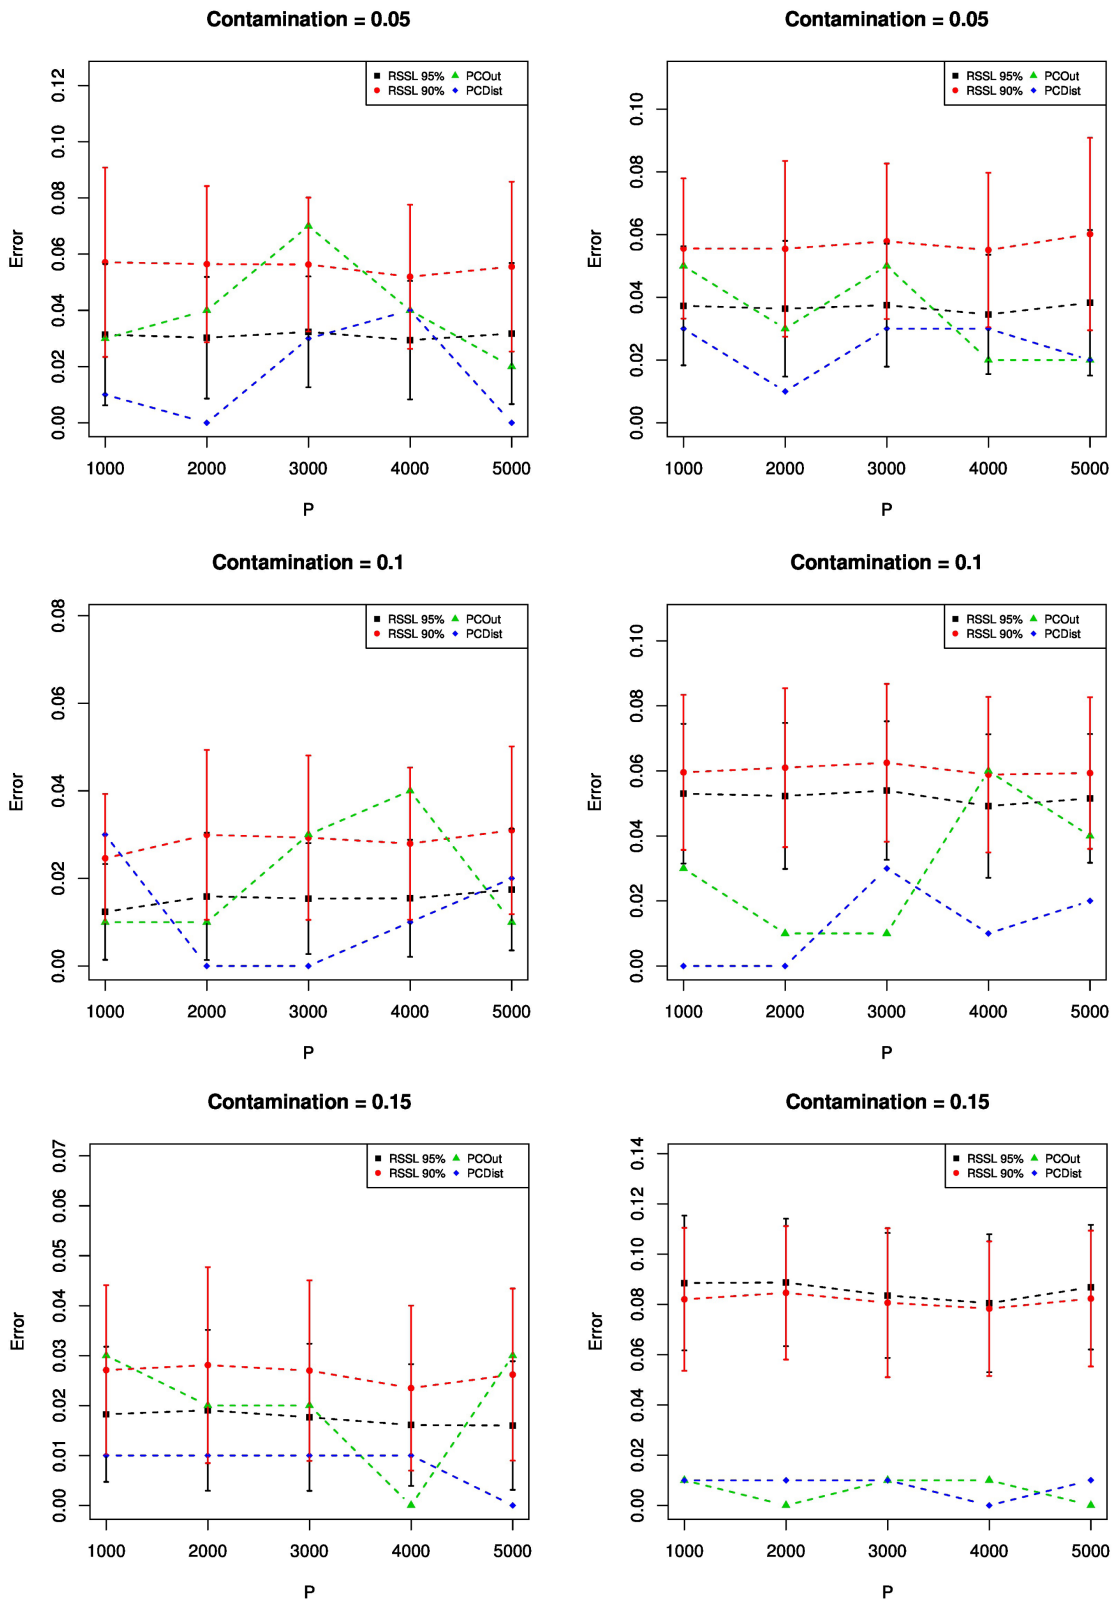 Contamination = 0.05
Error
0.00 0.02 0.04 0.06 0.08 0.10 0.12
RSSL 95% PCOut
RSSL 90% PCDist
1000 2000 3000 4000 5000
P
Contamination = 0.05
Error
0.00 0.02 0.04 0.06 0.08 0.10
RSSL 95% PCOut
RSSL 90% PCDist
1000 2000 3000 4000 5000
P
Contamination = 0.1
Error
0.00 0.02 0.04 0.06 0.08
RSSL 95% PCOut
RSSL 90% PCDist
1000 2000 3000 4000 5000
P
Contamination = 0.1
Error
0.00 0.02 0.04 0.06 0.08 0.10
RSSL 95% PCOut
RSSL 90% PCDist
1000 2000 3000 4000 5000
P
Contamination = 0.15
Error
0.00 0.01 0.02 0.03 0.04 0.05 0.06 0.07
RSSL 95% PCOut
RSSL 90% PCDist
1000 2000 3000 4000 5000
P
Contamination = 0.15
Error
0.00 0.02 0.04 0.06 0.08 0.10 0.12 0.14
RSSL 95% PCOut
RSSL 90% PCDist
1000 2000 3000 4000 5000
P